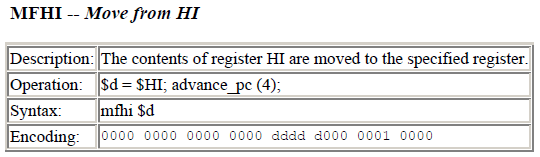 MFHI -- Move from HI
Description: The contents of register HI are moved to the specified register.
Operation: $d = $HI; advance_pc (4);
Syntax: mfhi $d
Encoding: 0000 0000 0000 0000 dddd d000 0001 0000